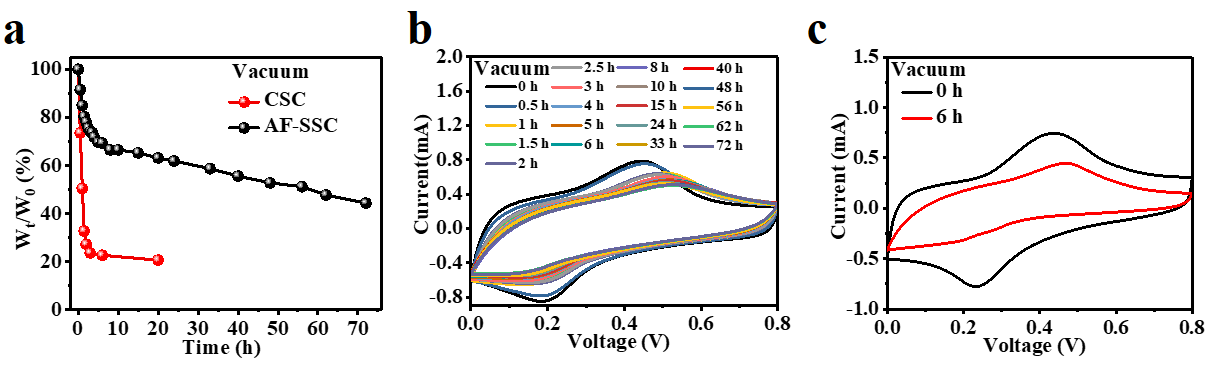 a
Vacuum
CSC
AF-SSC
W_t/W_0 (%)
100
80
60
40
20
0
0 10 20 30 40 50 60 70
Time (h)
b
Vacuum
0 h
0.5 h
1 h
1.5 h
2 h
2.5 h
3 h
4 h
5 h
6 h
8 h
10 h
15 h
24 h
33 h
40 h
48 h
56 h
62 h
72 h
Current(mA)
2.0
1.6
1.2
0.8
0.4
0.0
-0.4
-0.8
0.0 0.2 0.4 0.6 0.8
Voltage (V)
c
Vacuum
0 h
6 h
Current (mA)
1.5
1.0
0.5
0.0
-0.5
-1.0
0.0 0.2 0.4 0.6 0.8
Voltage (V)